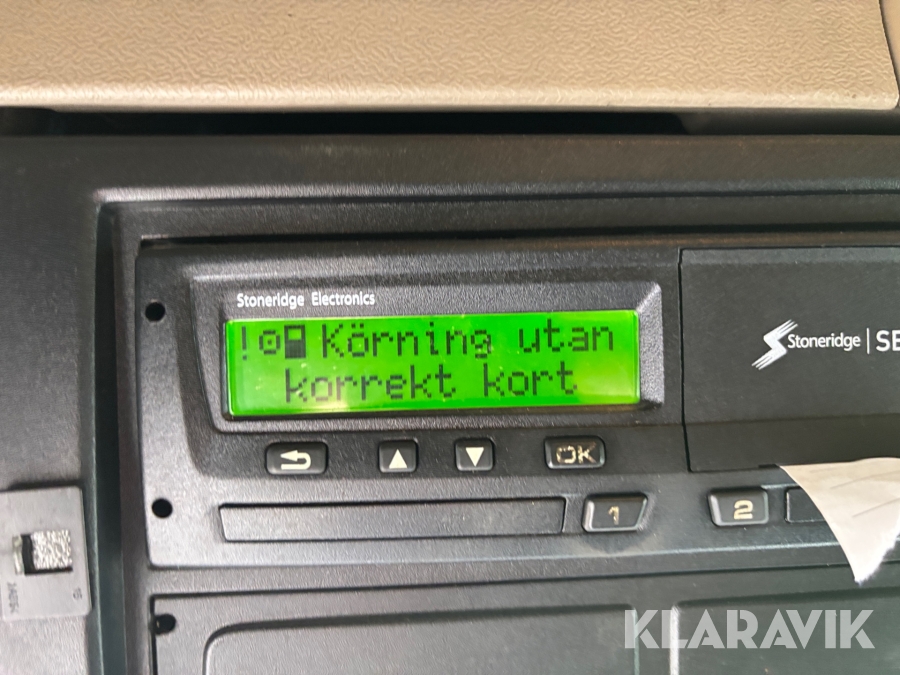 Stoneridge Electronics
! Körning utan
korrekt kort
Stoneridge | SE
OK
1
2
KLARAVIK